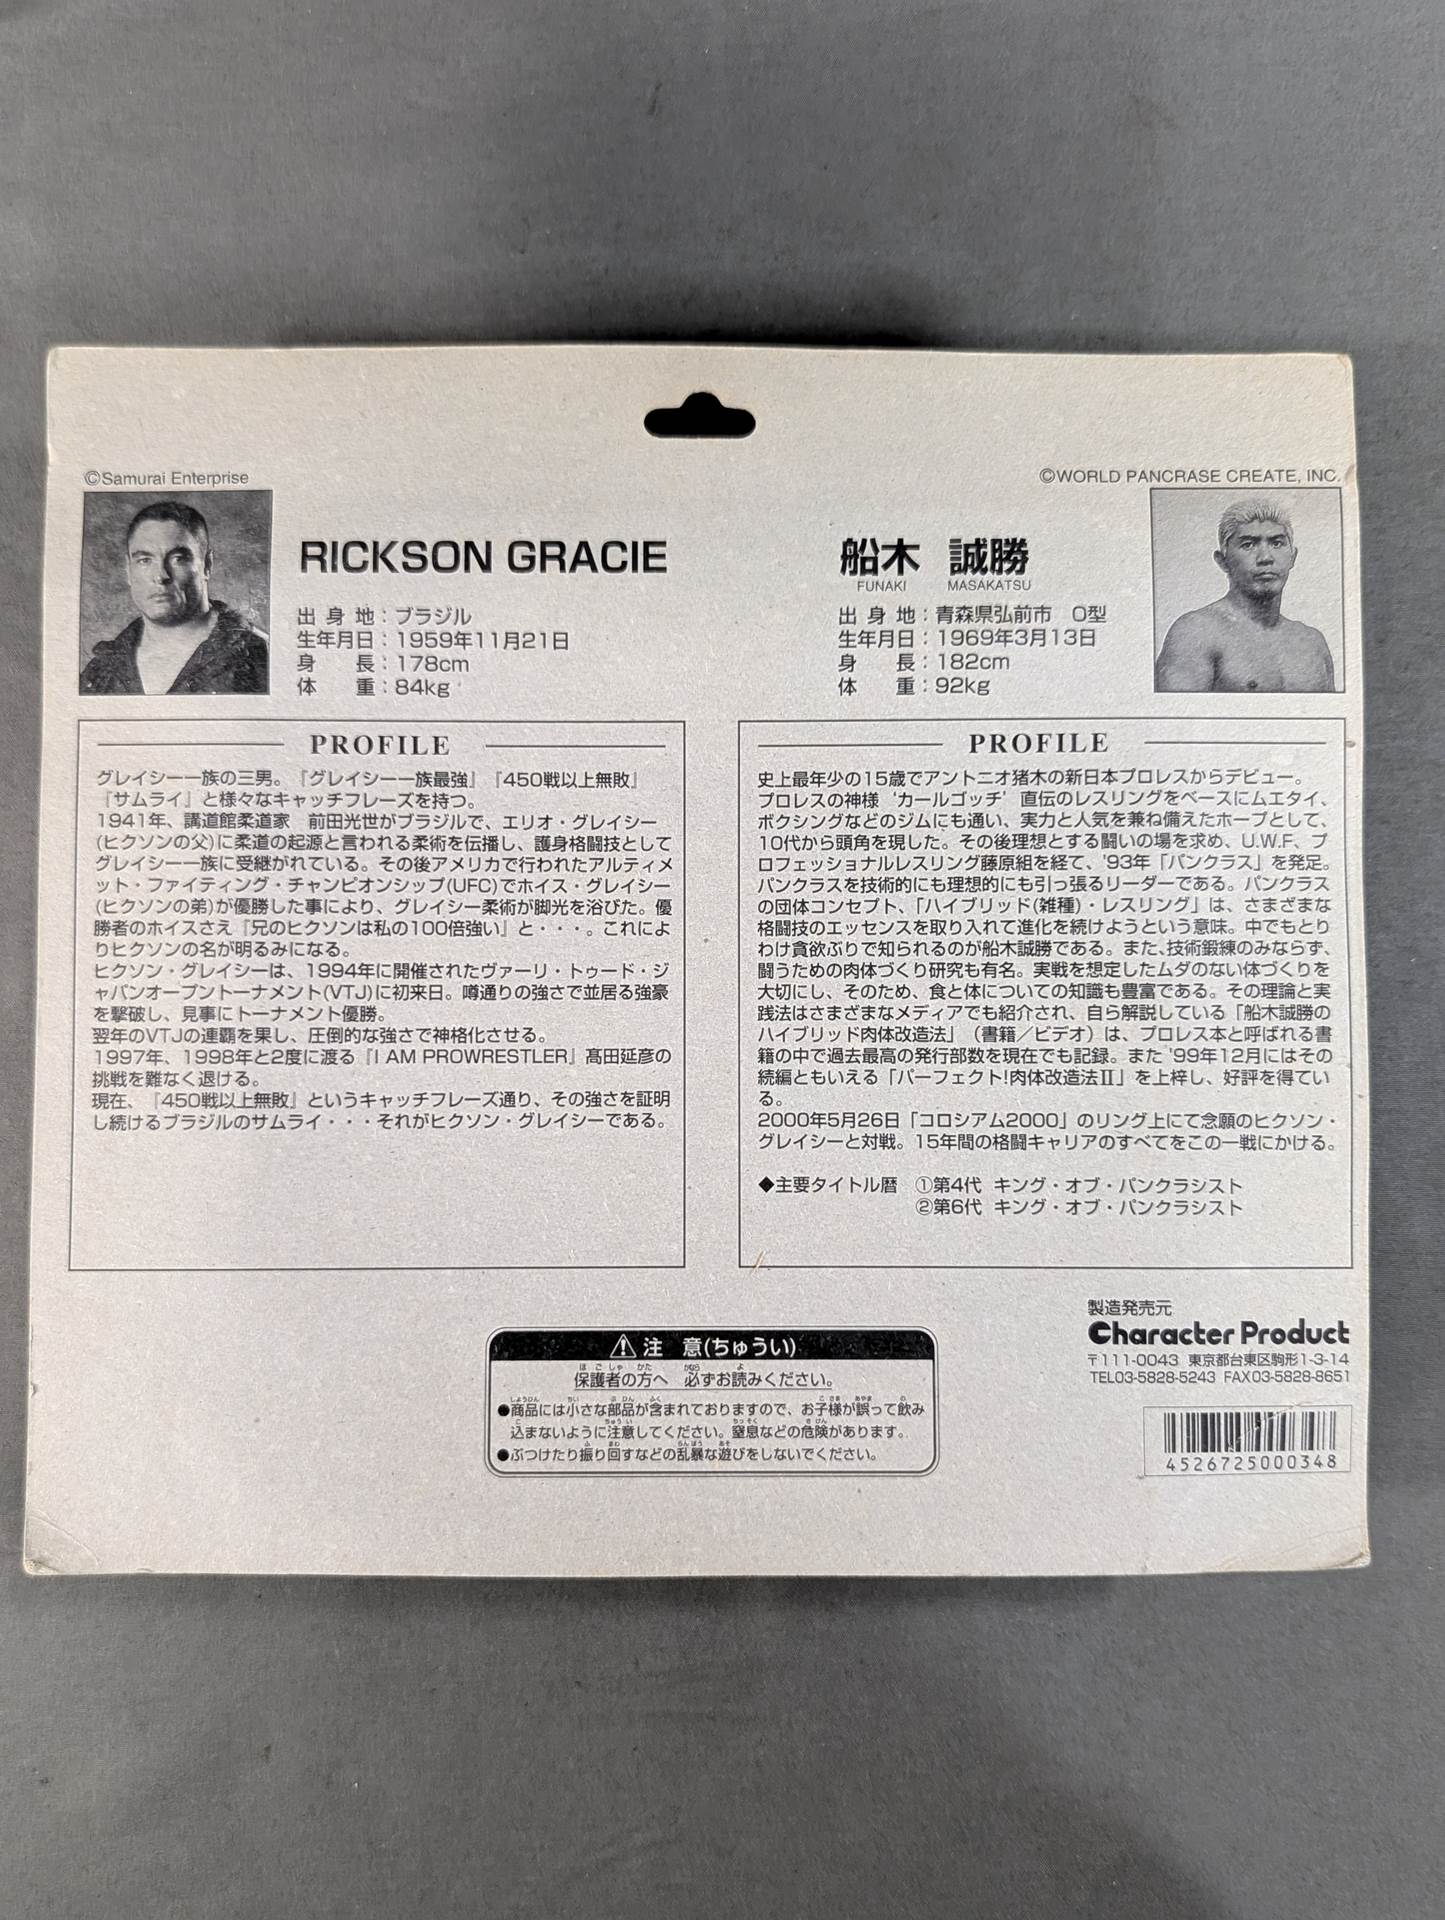 ©Samurai Enterprise
RICKSON GRACIE
出身地：ブラジル
生年月日：1959年11月21日
身長：178cm
体重：84kg
PROFILE
グレイシー一族の三男。『グレイシー一族最強』『450戦以上無敗』
『サムライ』と様々なキャッチフレーズを持つ。
1941年、講道館柔道家　前田光世がブラジルで、エリオ・グレイシー
(ヒクソンの父)に柔道の起源と言われる柔術を伝播し、護身格闘技として
グレイシー一族に受継がれている。その後アメリカで行われたアルティメ
ット・ファイティング・チャンピオンシップ(UFC)でホイス・グレイシー
(ヒクソンの弟)が優勝した事により、グレイシー柔術が脚光を浴びた。優
勝者のホイスさえ『兄のヒクソンは私の100倍強い』と・・・。これによ
りヒクソンの名が明るみになる。
ヒクソン・グレイシーは、1994年に開催されたヴァーリ・トゥード・ジ
ャパンオープントーナメント(VTJ)に初来日。噂通りの強さで並居る強豪
を撃破し、見事にトーナメント優勝。
翌年のVTJの連覇を果し、圧倒的な強さで神格化させる。
1997年、1998年と2度に渡る『I AM PROWRESTLER』髙田延彦の
挑戦を難なく退ける。
現在、『450戦以上無敗』というキャッチフレーズ通り、その強さを証明
し続けるブラジルのサムライ・・・それがヒクソン・グレイシーである。
©WORLD PANCRASE CREATE, INC.
船木　誠勝
FUNAKI　MASAKATSU
出身地：青森県弘前市　O型
生年月日：1969年3月13日
身長：182cm
体重：92kg
PROFILE
史上最年少の15歳でアントニオ猪木の新日本プロレスからデビュー。
プロレスの神様‘カールゴッチ’直伝のレスリングをベースにムエタイ、
ボクシングなどのジムにも通い、実力と人気を兼ね備えたホープとして、
10代から頭角を現した。その後理想とする闘いの場を求め、U.W.F、プ
ロフェッショナルレスリング藤原組を経て、'93年「パンクラス」を発足。
パンクラスを技術的にも理想的にも引っ張るリーダーである。パンクラス
の団体コンセプト、「ハイブリッド(雑種)・レスリング」は、さまざまな
格闘技のエッセンスを取り入れて進化を続けようという意味。中でもとり
わけ貪欲ぶりで知られるのが船木誠勝である。また、技術鍛練のみならず、
闘うための肉体づくり研究も有名。実戦を想定したムダのない体づくりを
大切にし、そのため、食と体についての知識も豊富である。その理論と実
践法はさまざまなメディアでも紹介され、自ら解説している「船木誠勝の
ハイブリッド肉体改造法」（書籍／ビデオ）は、プロレス本と呼ばれる書
籍の中で過去最高の発行部数を現在でも記録。また '99年12月にはその
続編ともいえる「パーフェクト!肉体改造法Ⅱ」を上梓し、好評を得てい
る。
2000年5月26日「コロシアム2000」のリング上にて念願のヒクソン・
グレイシーと対戦。15年間の格闘キャリアのすべてをこの一戦にかける。
◆主要タイトル暦　①第4代 キング・オブ・パンクラシスト
②第6代 キング・オブ・パンクラシスト
製造発売元
Character Product
〒111-0043 東京都台東区駒形1-3-14
TEL03-5828-5243 FAX03-5828-8651
4526725000348
⚠注　意(ちゅうい)
保護者の方へ　必ずお読みください。
●商品には小さな部品が含まれておりますので、お子様が誤って飲み
込まないように注意してください。窒息などの危険があります。
●ぶつけたり振り回すなどの乱暴な遊びをしないでください。